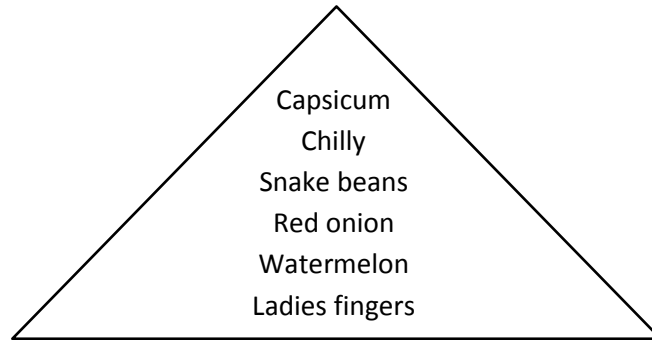 Capsicum
Chilly
Snake beans
Red onion
Watermelon
Ladies fingers